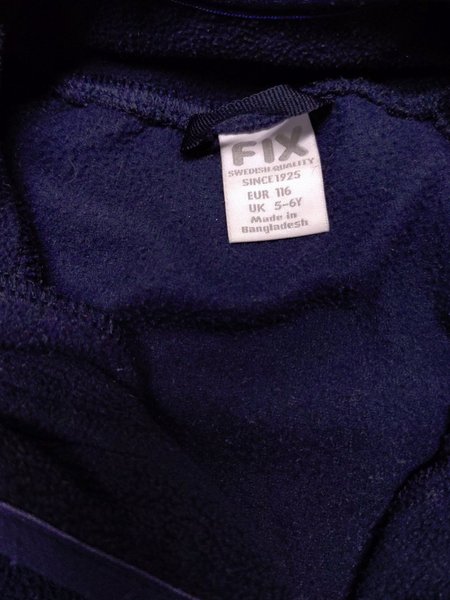 FIX
SWEDISH QUALITY
SINCE 1925
EUR 116
UK 5-6Y
Made in
Bangladesh